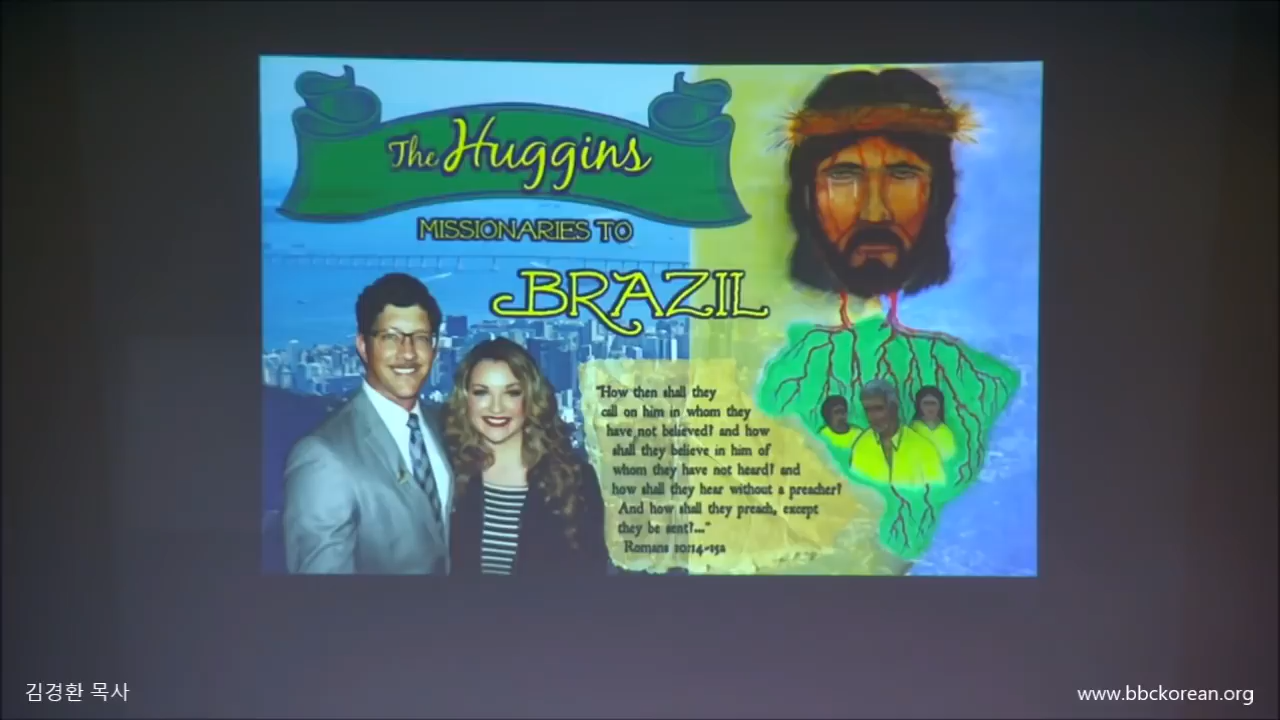 The Huggins
MISSIONARIES TO
BRAZIL
"How then shall they
call on him in whom they
have not believed? and how
shall they believe in him of
whom they have not heard? and
how shall they hear without a preacher?
And how shall they preach, except
they be sent?..."
Romans 10:14-15a
김경환 목사
www.bbckorean.org